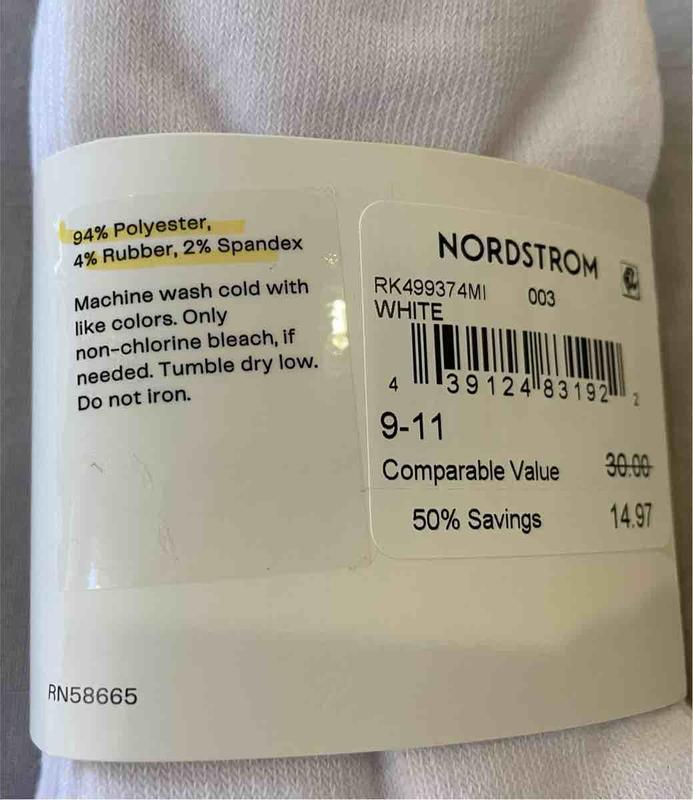 94% Polyester,
4% Rubber, 2% Spandex
Machine wash cold with
like colors. Only
non-chlorine bleach, if
needed. Tumble dry low.
Do not iron.
RN58665
NORDSTROM
RK499374MI 003
WHITE
4 39124 83192 2
9-11
Comparable Value 30.00
50% Savings 14.97